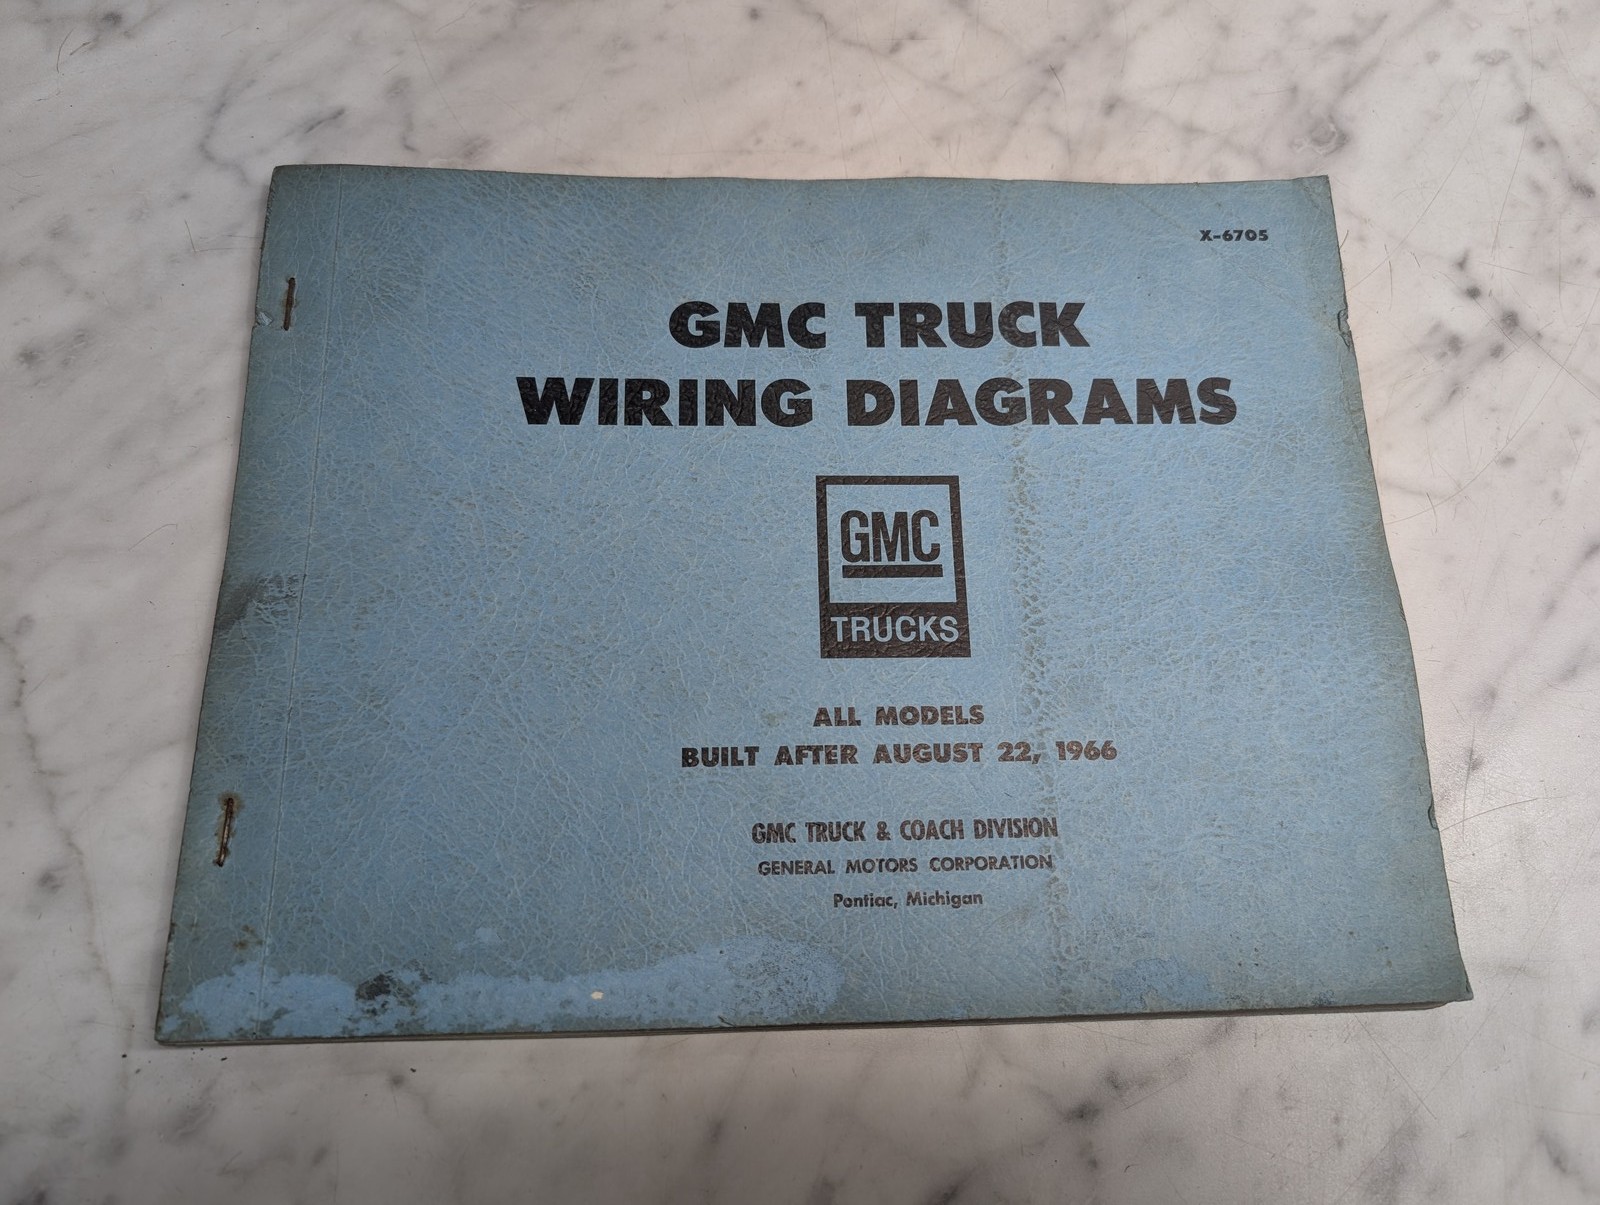 X-6705
GMC TRUCK
WIRING DIAGRAMS
GMC
TRUCKS
ALL MODELS
BUILT AFTER AUGUST 22, 1966
GMC TRUCK & COACH DIVISION
GENERAL MOTORS CORPORATION
Pontiac, Michigan